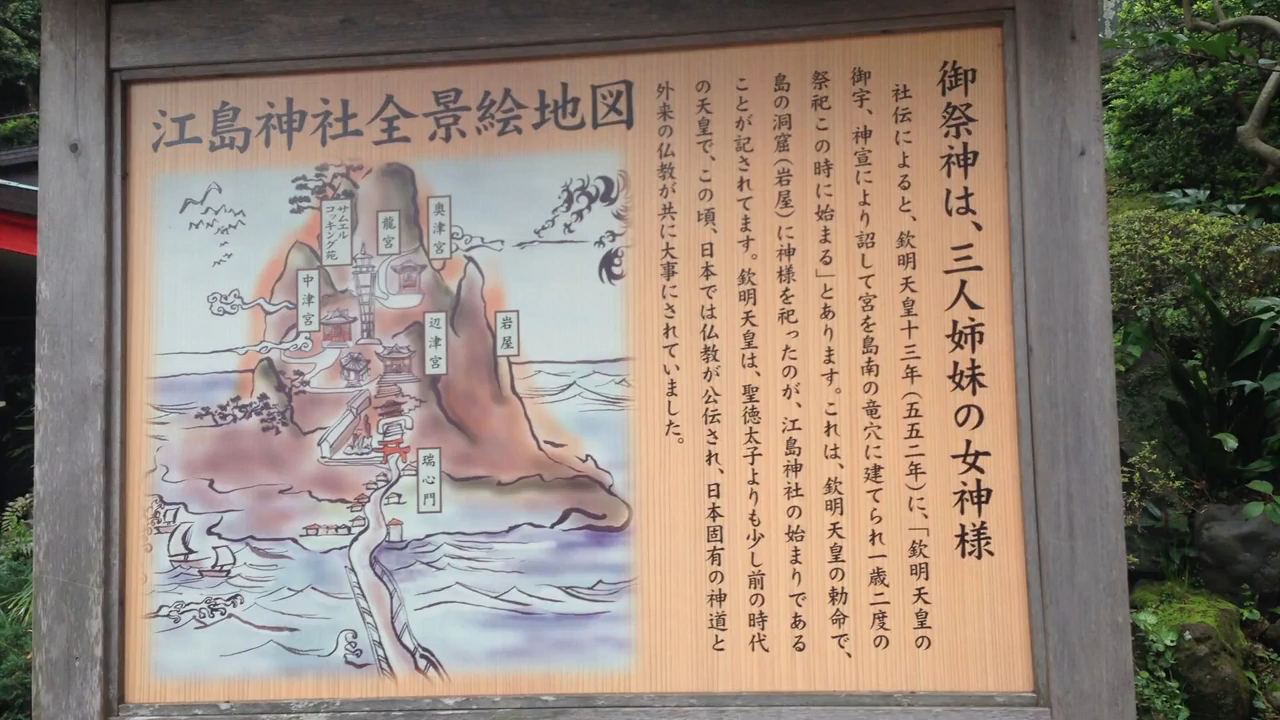 江島神社全景絵地図
御祭神は、三人姉妹の女神様
社伝によると、欽明天皇十三年（五五二年）に、「欽明天皇の
御宇、神宣により詔して宮を島南の竜穴に建てられ一歳二度の
祭祀この時に始まる」とあります。これは、欽明天皇の勅命で、
島の洞窟（岩屋）に神様を祀ったのが、江島神社の始まりである
ことが記されてます。欽明天皇は、聖徳太子よりも少し前の時代
の天皇で、この頃、日本では仏教が公伝され、日本固有の神道と
外来の仏教が共に大事にされていました。
サムエル
コッキング苑
龍宮
奥津宮
中津宮
辺津宮
岩屋
瑞心門